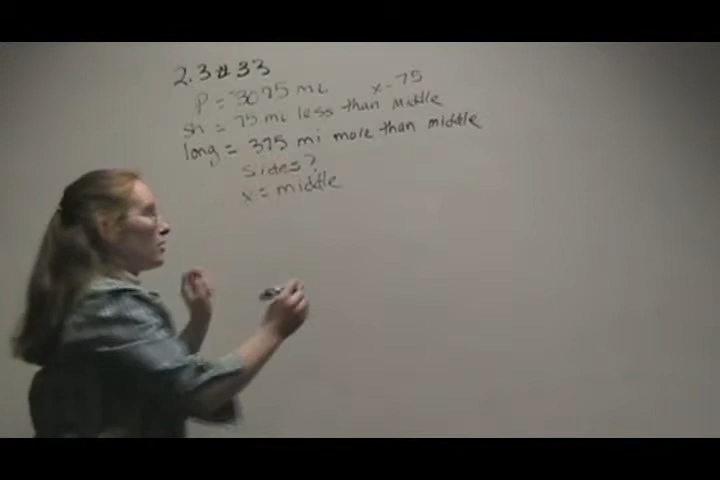 2.3 # 33
P = 3075 mi x-75
sh = 75 mi less than middle
long = 375 mi more than middle
sides?
x = middle